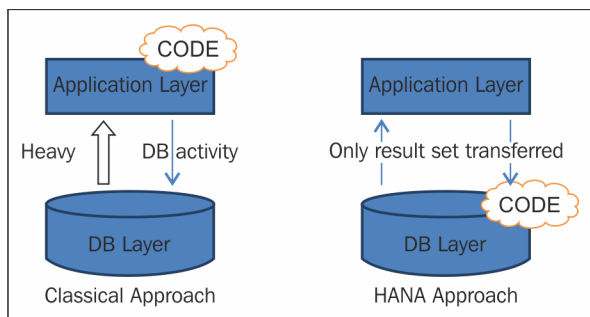 CODE
Application Layer
Heavy
DB activity
DB Layer
Classical Approach
Application Layer
Only result set transferred
CODE
DB Layer
HANA Approach